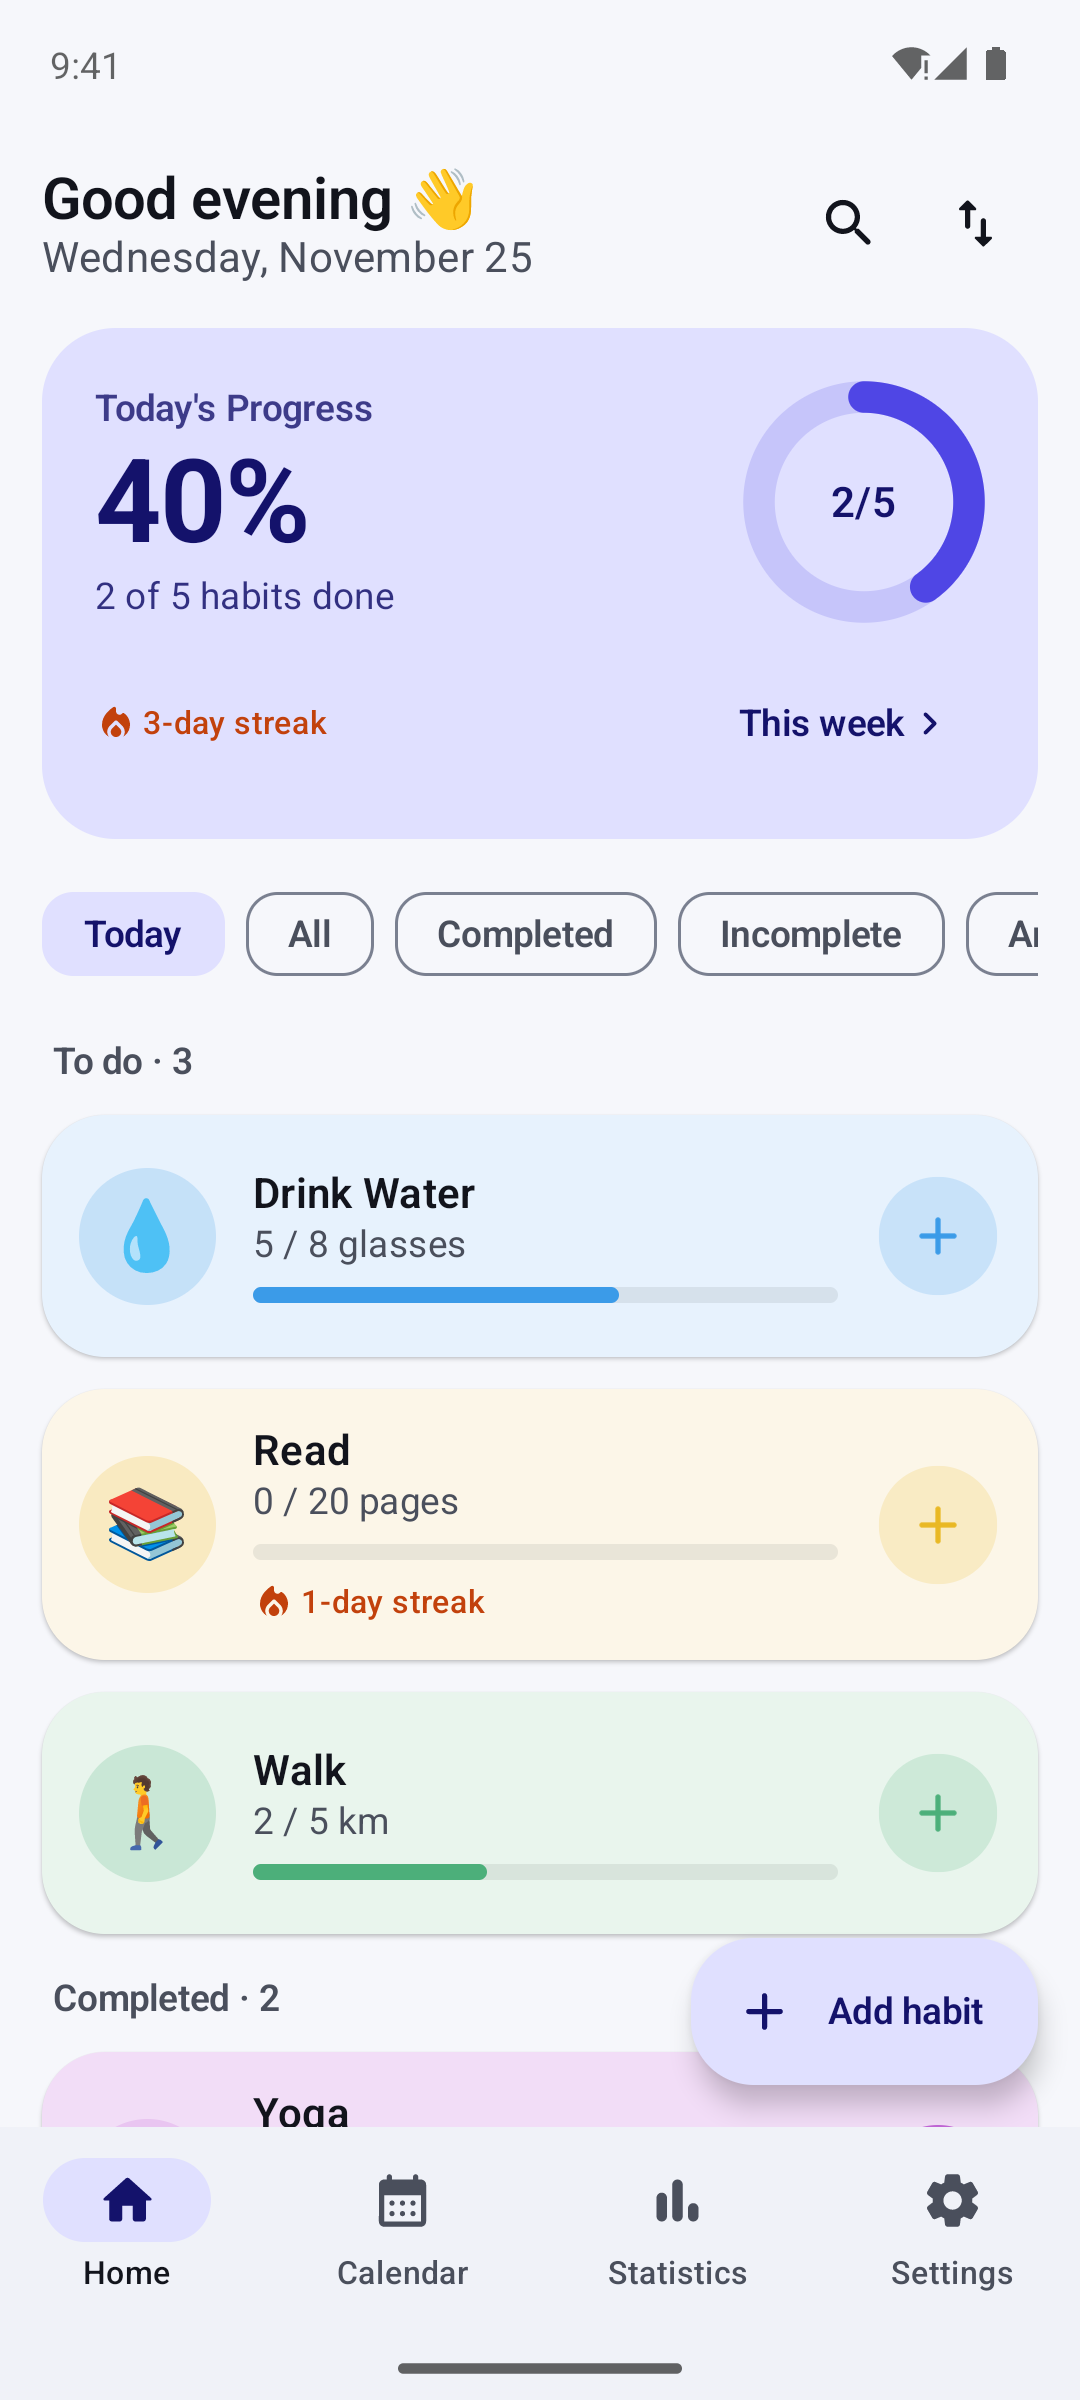 9:41
Good evening 👋
Wednesday, November 25
Today's Progress
40%
2 of 5 habits done
2/5
3-day streak
This week
Today
All
Completed
Incomplete
To do · 3
Drink Water
5 / 8 glasses
Read
0 / 20 pages
1-day streak
Walk
2 / 5 km
Completed · 2
Add habit
Yoga
Home
Calendar
Statistics
Settings